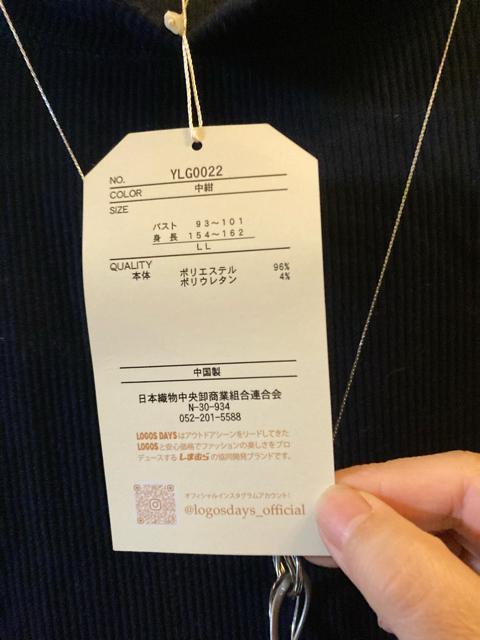 NO. YLG0022
COLOR 中紺
SIZE
バスト 93～101
身長 154～162
LL
QUALITY
本体 ポリエステル 96%
ポリウレタン 4%
中国製
日本織物中央卸商業組合連合会
N-30-934
052-201-5588
LOGOS DAYSはアウトドアシーンをリードしてきた
LOGOSと安心価格でファッションの楽しさをプロ
デュースするしまむらの協同開発ブランドです。
オフィシャルインスタグラムアカウント!
@logosdays_official